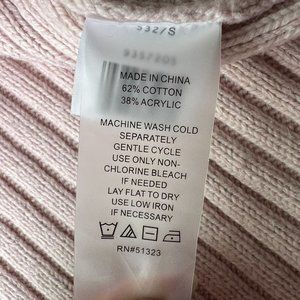 5327/S
MADE IN CHINA
62% COTTON
38% ACRYLIC
MACHINE WASH COLD
SEPARATELY
GENTLE CYCLE
USE ONLY NON-
CHLORINE BLEACH
IF NEEDED
LAY FLAT TO DRY
USE LOW IRON
IF NECESSARY
RN#51323